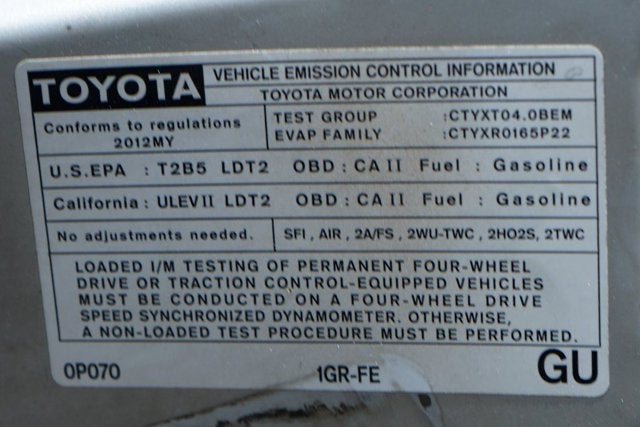 TOYOTA
VEHICLE EMISSION CONTROL INFORMATION
TOYOTA MOTOR CORPORATION
Conforms to regulations
2012MY
TEST GROUP :CTYXT04.0BEM
EVAP FAMILY :CTYXR0165P22
U.S.EPA : T2B5 LDT2 OBD : CA II Fuel : Gasoline
California : ULEVII LDT2 OBD : CA II Fuel : Gasoline
No adjustments needed. SFI , AIR , 2A/FS , 2WU-TWC , 2HO2S, 2TWC
LOADED I/M TESTING OF PERMANENT FOUR-WHEEL
DRIVE OR TRACTION CONTROL-EQUIPPED VEHICLES
MUST BE CONDUCTED ON A FOUR-WHEEL DRIVE
SPEED SYNCHRONIZED DYNAMOMETER. OTHERWISE,
A NON-LOADED TEST PROCEDURE MUST BE PERFORMED.
0P070 1GR-FE GU